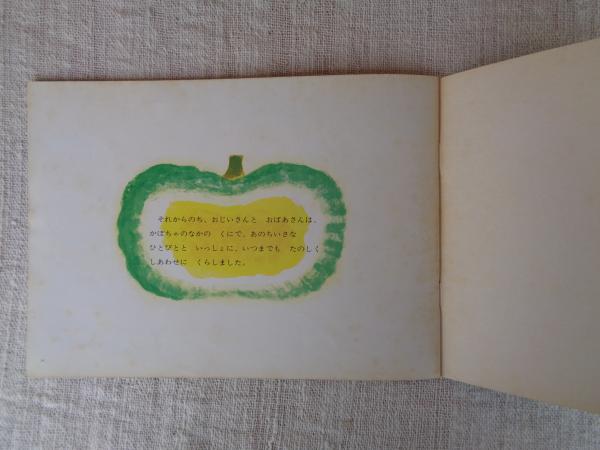 それからのち、おじいさんと　おばあさんは、
かぼちゃのなかの　くにで、あのちいさな
ひとびとと　いっしょに、いつまでも　たのしく
しあわせに　くらしました。